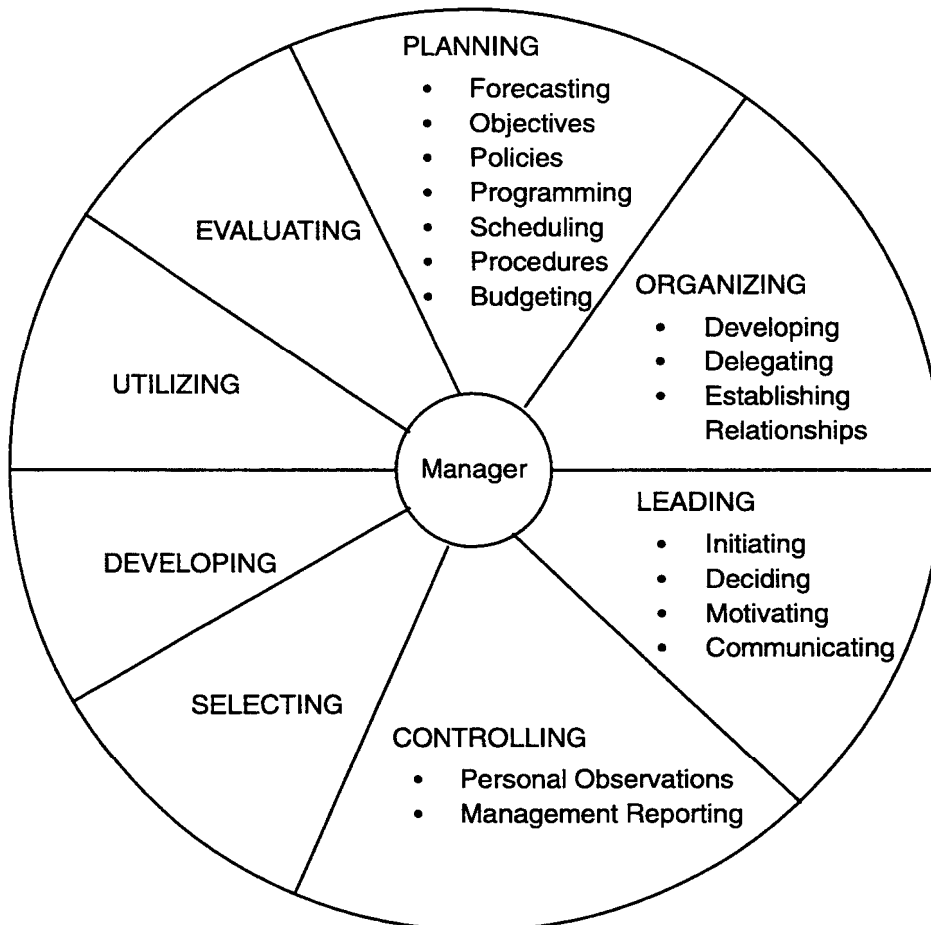 PLANNING
• Forecasting
• Objectives
• Policies
• Programming
• Scheduling
• Procedures
• Budgeting
ORGANIZING
• Developing
• Delegating
• Establishing
Relationships
LEADING
• Initiating
• Deciding
• Motivating
• Communicating
CONTROLLING
• Personal Observations
• Management Reporting
SELECTING
DEVELOPING
UTILIZING
EVALUATING
Manager